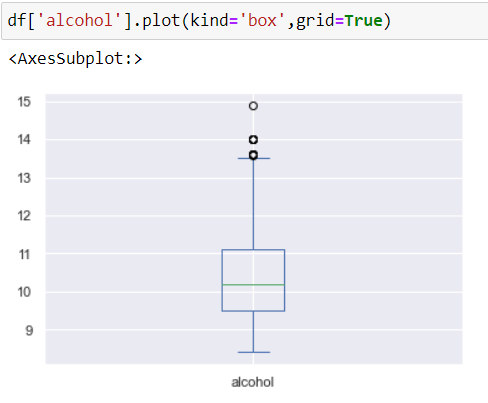 df['alcohol'].plot(kind='box',grid=True)
<AxesSubplot:>
15
14
13
12
11
10
9
alcohol